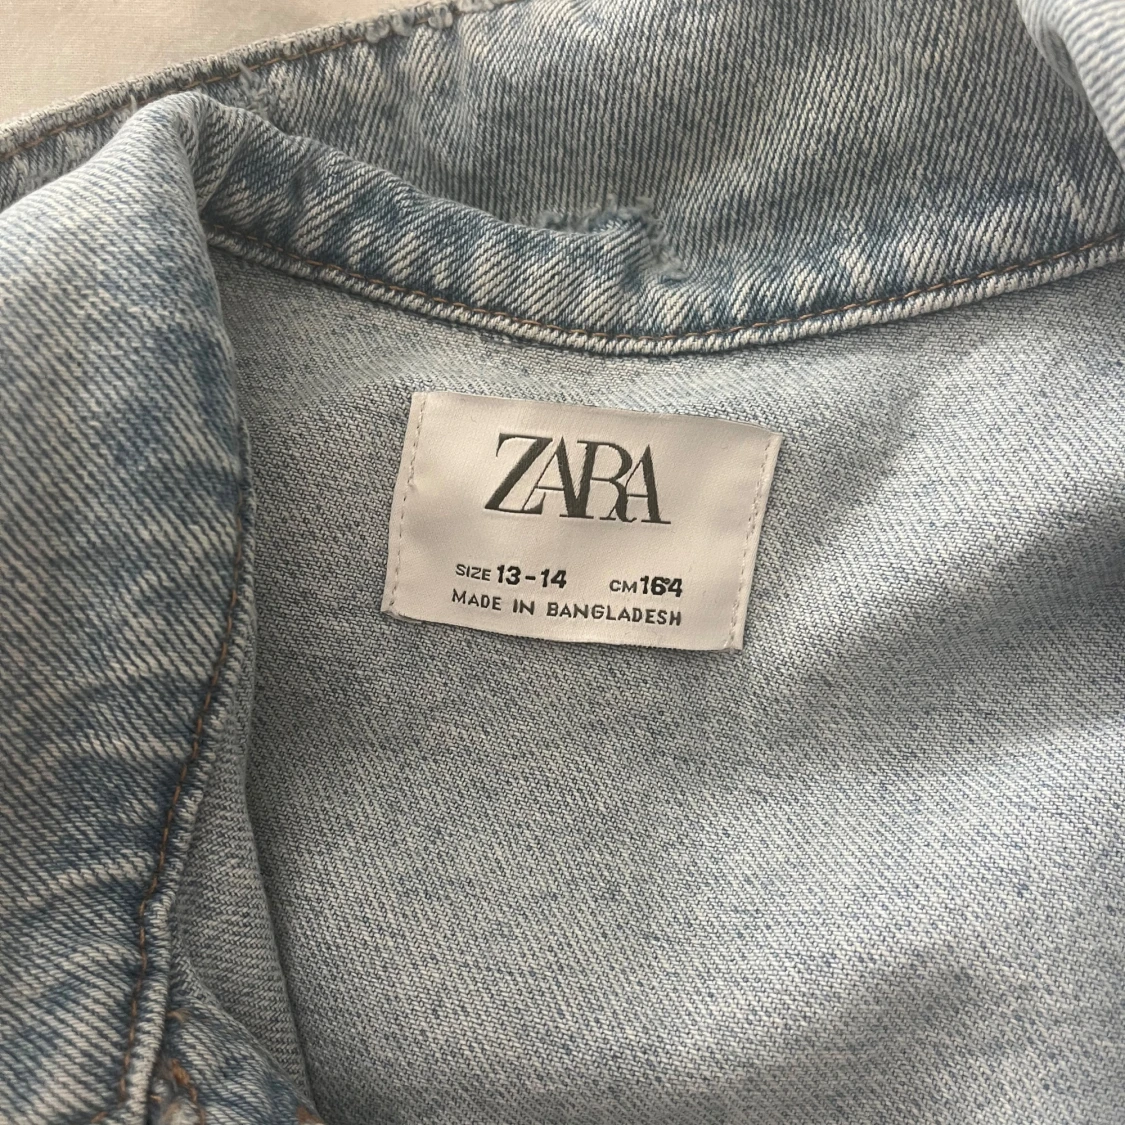 ZARA
SIZE 13-14 CM 164
MADE IN BANGLADESH